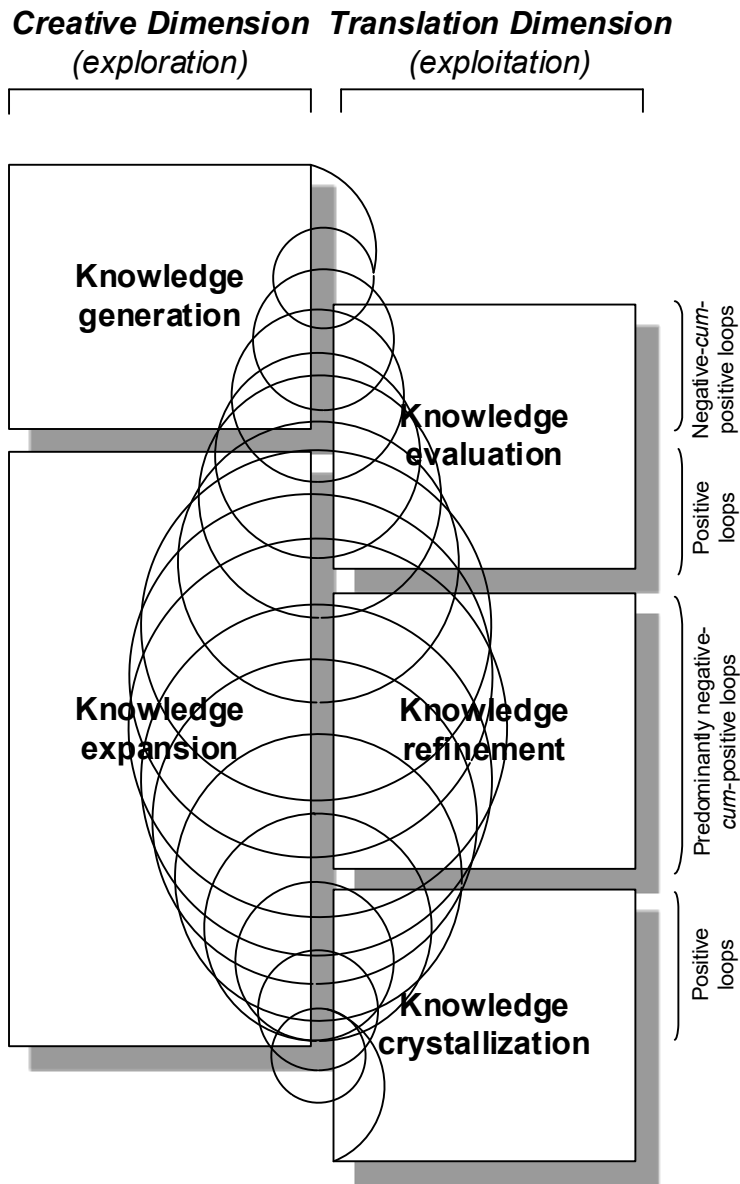 Creative Dimension
(exploration)
Translation Dimension
(exploitation)
Knowledge
generation
Knowledge
evaluation
Knowledge
expansion
Knowledge
refinement
Knowledge
crystallization
Negative-cum-
positive loops
Positive
loops
Predominantly negative-
cum-positive loops
Positive
loops